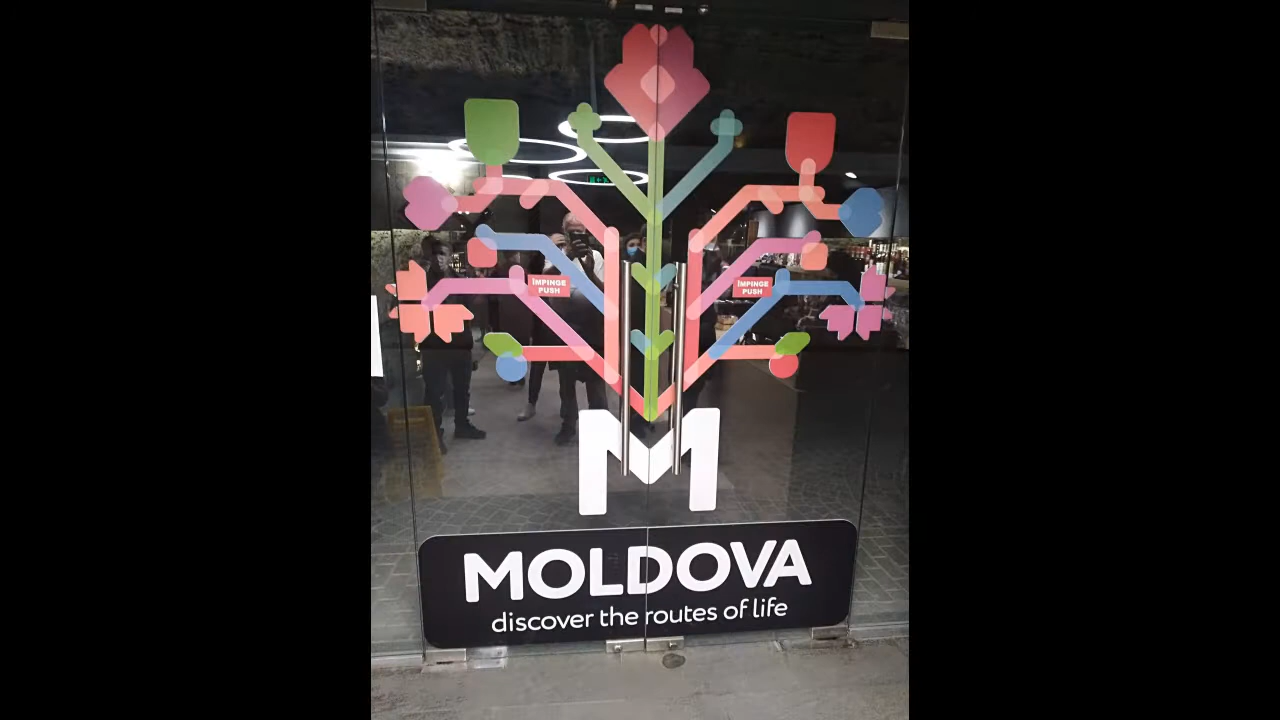 ÎMPINGE
PUSH
ÎMPINGE
PUSH
M
MOLDOVA
discover the routes of life